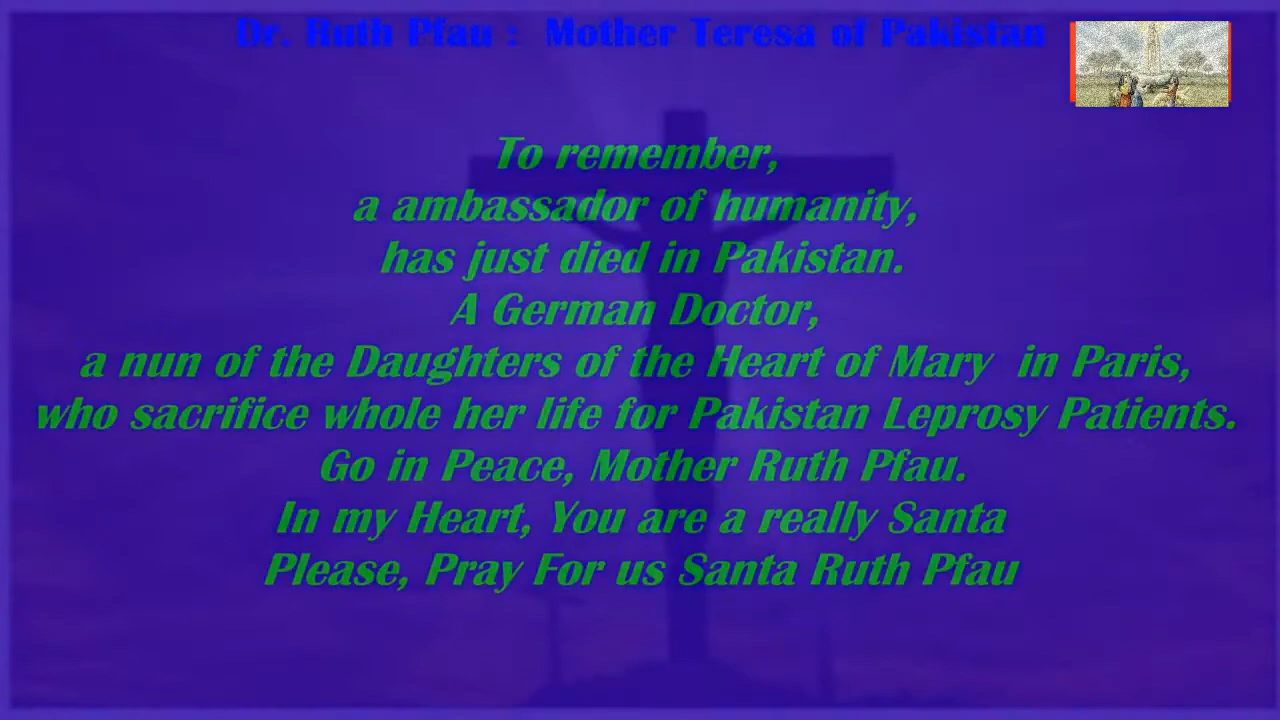 Dr. Ruth Pfau : Mother Teresa of Pakistan
To remember,
a ambassador of humanity,
has just died in Pakistan.
A German Doctor,
a nun of the Daughters of the Heart of Mary in Paris,
who sacrifice whole her life for Pakistan Leprosy Patients.
Go in Peace, Mother Ruth Pfau.
In my Heart, You are a really Santa
Please, Pray For us Santa Ruth Pfau